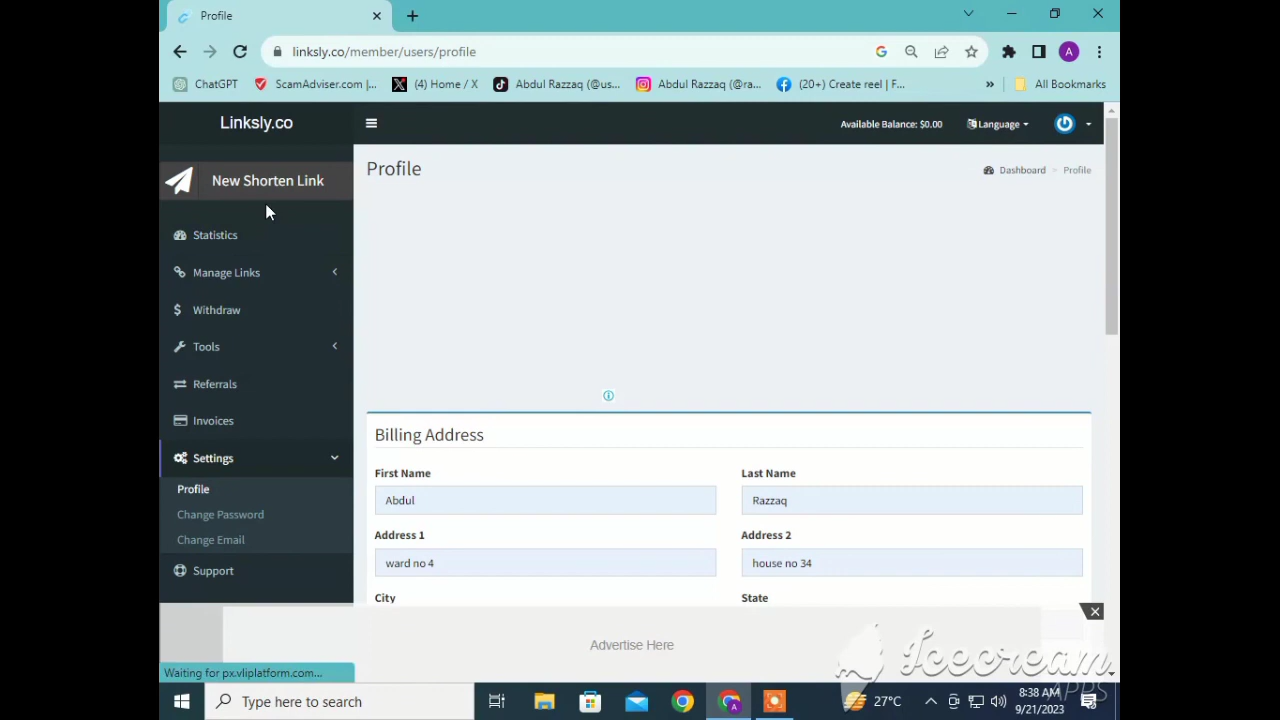 Profile
linksly.co/member/users/profile
ChatGPT
ScamAdviser.com |...
(4) Home / X
Abdul Razzaq (@us...
Abdul Razzaq (@ra...
(20+) Create reel | F...
»
All Bookmarks
Linksly.co
Available Balance: $0.00
Language
New Shorten Link
Profile
Dashboard > Profile
Statistics
Manage Links
Withdraw
Tools
Referrals
Invoices
Settings
Profile
Change Password
Change Email
Support
Billing Address
First Name
Last Name
Abdul
Razzaq
Address 1
Address 2
ward no 4
house no 34
City
State
Advertise Here
Icecream
APPS
Waiting for px.vliplatform.com...
Type here to search
27°C
8:38 AM
9/21/2023